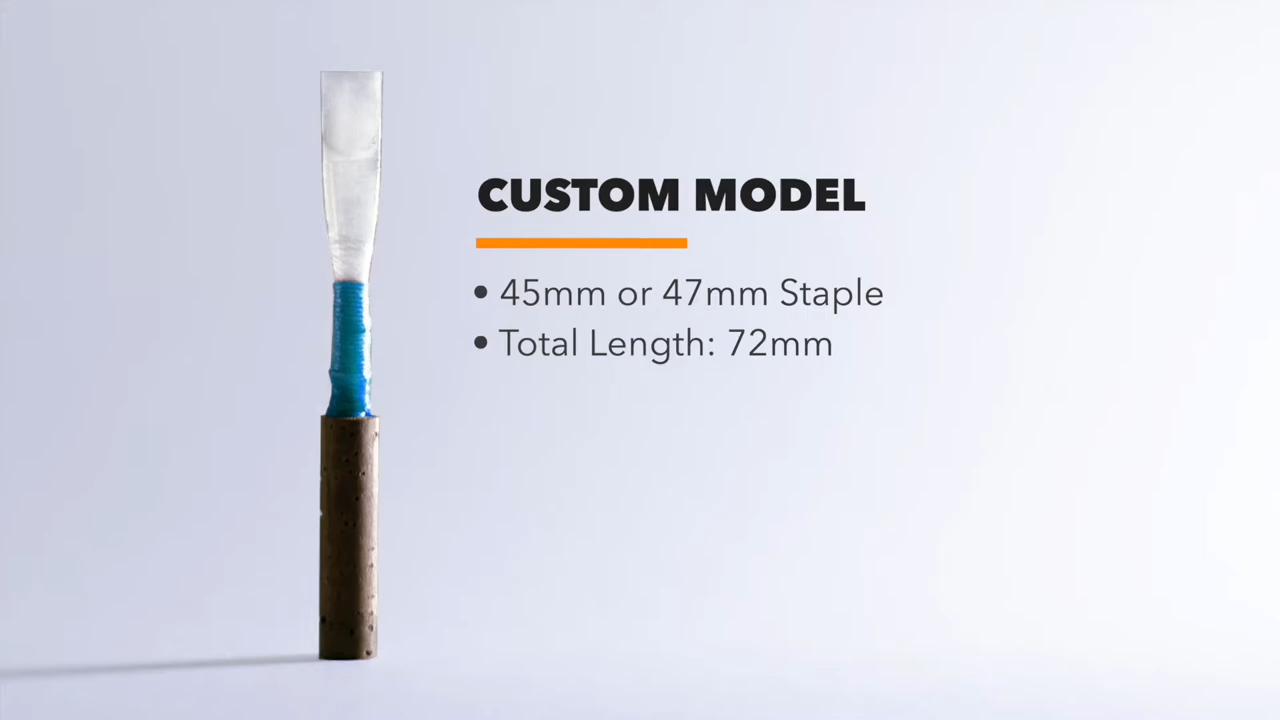 CUSTOM MODEL
• 45mm or 47mm Staple
• Total Length: 72mm